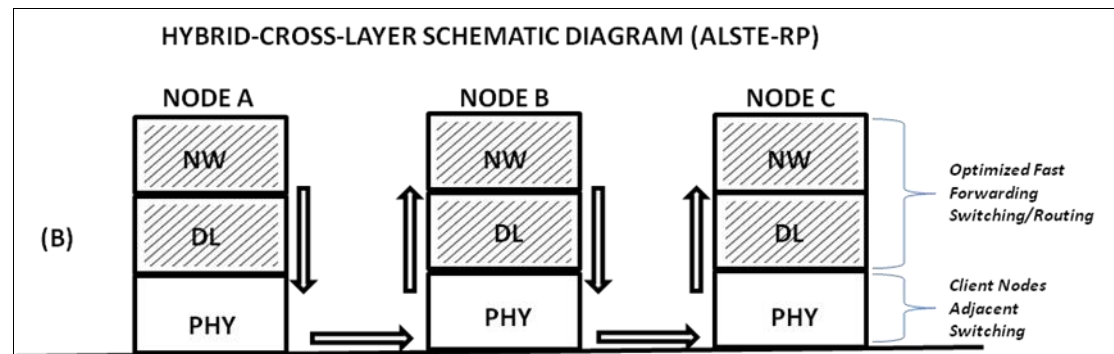 HYBRID-CROSS-LAYER SCHEMATIC DIAGRAM (ALSTE-RP)
NODE A
NODE B
NODE C
NW
NW
NW
Optimized Fast
Forwarding
Switching/Routing
(B)
DL
DL
DL
PHY
PHY
PHY
Client Nodes
Adjacent
Switching